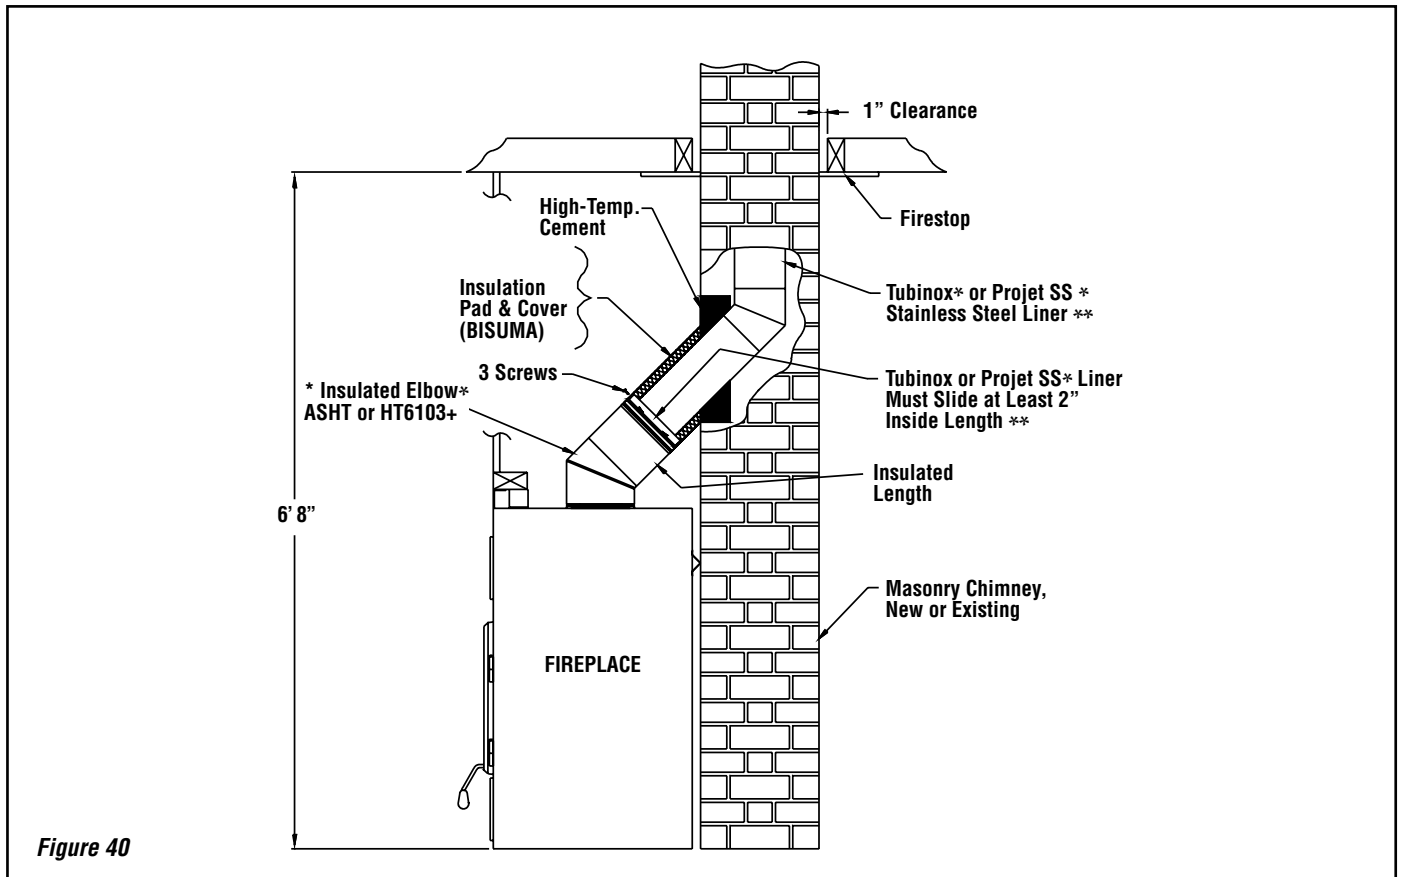 1” Clearance
High-Temp.
Cement
Firestop
Insulation
Pad & Cover
(BISUMA)
Tubinox* or Projet SS *
Stainless Steel Liner **
3 Screws
* Insulated Elbow*
ASHT or HT6103+
Tubinox or Projet SS* Liner
Must Slide at Least 2”
Inside Length **
Insulated
Length
6’ 8”
Masonry Chimney,
New or Existing
FIREPLACE
Figure 40